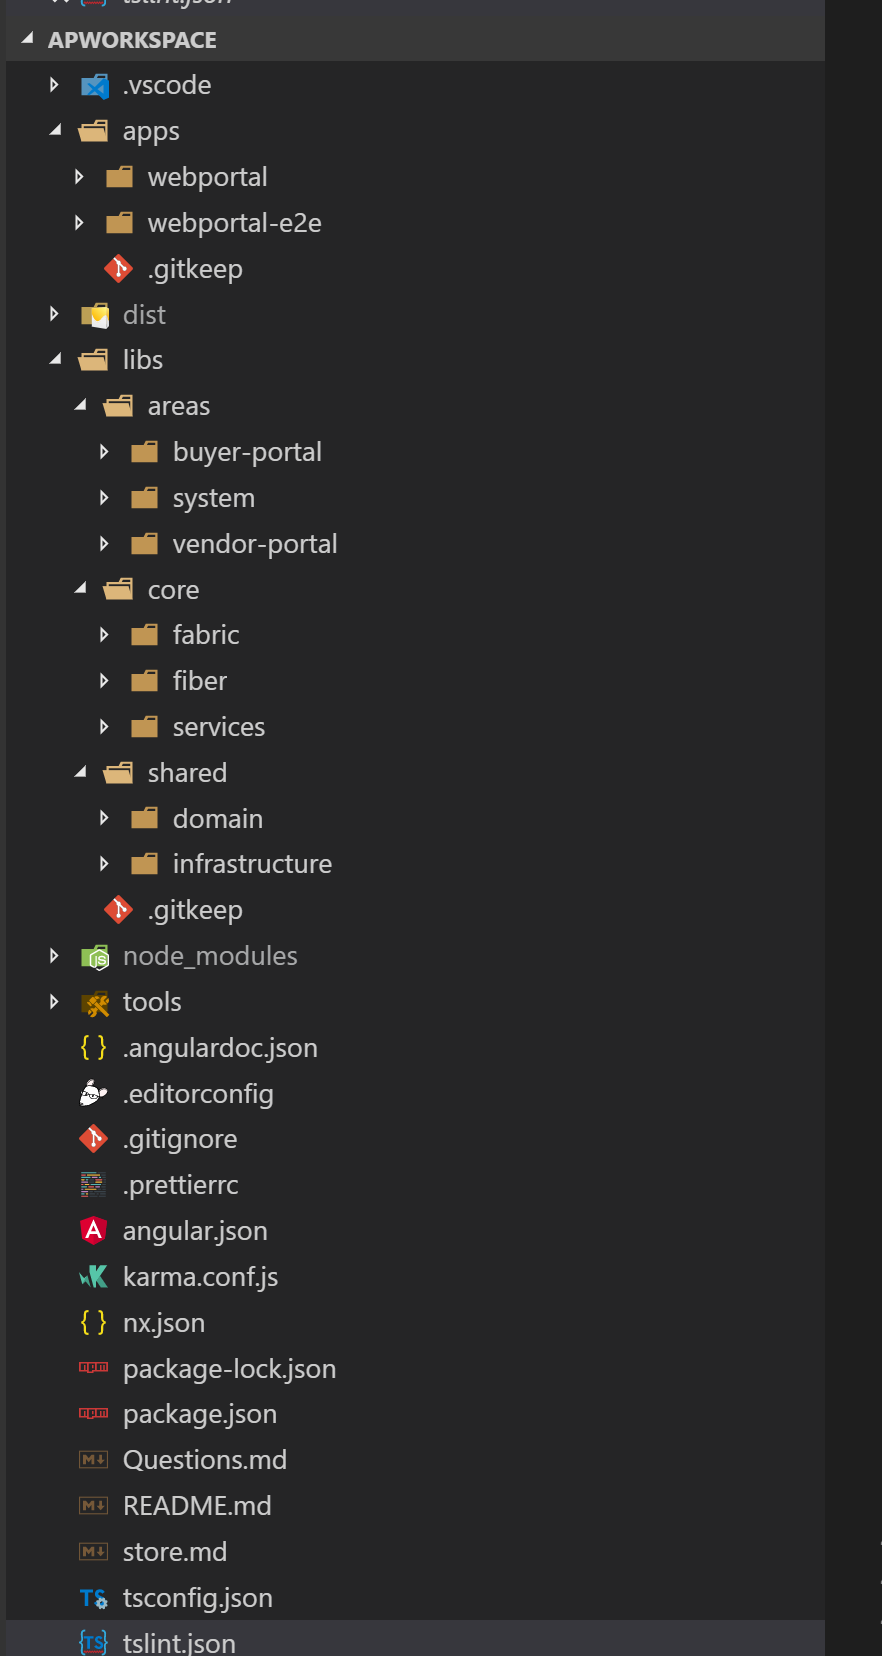 tslint.json
APWORKSPACE
.vscode
apps
webportal
webportal-e2e
.gitkeep
dist
libs
areas
buyer-portal
system
vendor-portal
core
fabric
fiber
services
shared
domain
infrastructure
.gitkeep
node_modules
tools
.angulardoc.json
.editorconfig
.gitignore
.prettierrc
angular.json
karma.conf.js
nx.json
package-lock.json
package.json
Questions.md
README.md
store.md
tsconfig.json
tslint.json